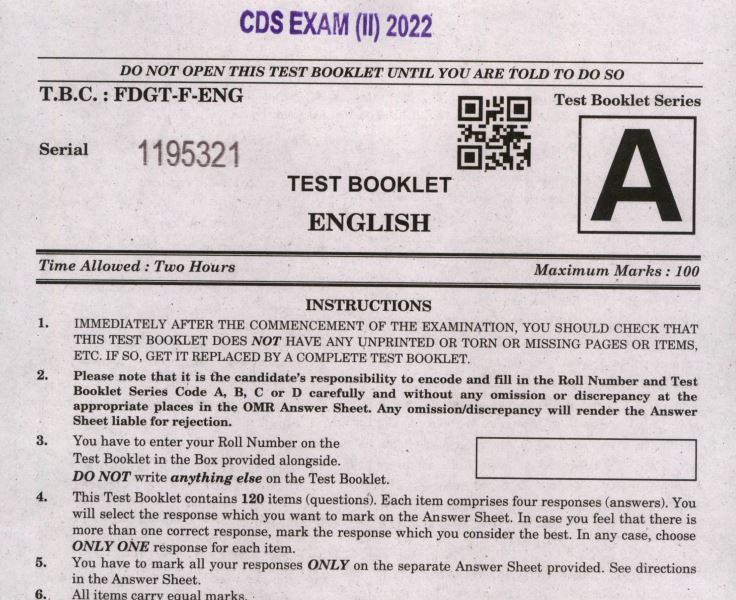 CDS EXAM (II) 2022
DO NOT OPEN THIS TEST BOOKLET UNTIL YOU ARE TOLD TO DO SO
T.B.C. : FDGT-F-ENG
Test Booklet Series
Serial 1195321
A
TEST BOOKLET
ENGLISH
Time Allowed : Two Hours
Maximum Marks : 100
INSTRUCTIONS
1. IMMEDIATELY AFTER THE COMMENCEMENT OF THE EXAMINATION, YOU SHOULD CHECK THAT
THIS TEST BOOKLET DOES NOT HAVE ANY UNPRINTED OR TORN OR MISSING PAGES OR ITEMS,
ETC. IF SO, GET IT REPLACED BY A COMPLETE TEST BOOKLET.
2. Please note that it is the candidate's responsibility to encode and fill in the Roll Number and Test
Booklet Series Code A, B, C or D carefully and without any omission or discrepancy at the
appropriate places in the OMR Answer Sheet. Any omission/discrepancy will render the Answer
Sheet liable for rejection.
3. You have to enter your Roll Number on the
Test Booklet in the Box provided alongside.
DO NOT write anything else on the Test Booklet.
4. This Test Booklet contains 120 items (questions). Each item comprises four responses (answers). You
will select the response which you want to mark on the Answer Sheet. In case you feel that there is
more than one correct response, mark the response which you consider the best. In any case, choose
ONLY ONE response for each item.
5. You have to mark all your responses ONLY on the separate Answer Sheet provided. See directions
in the Answer Sheet.
6. All items carry equal marks.